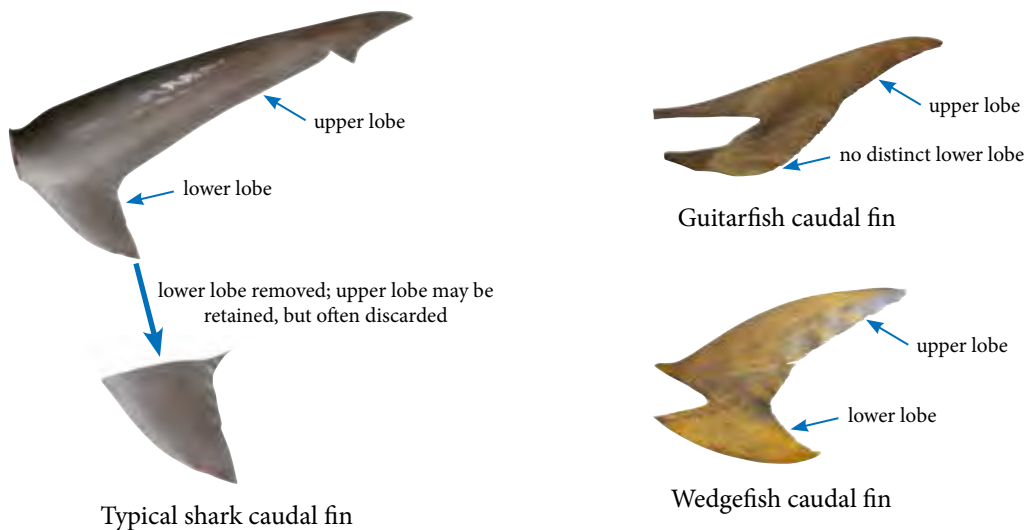 upper lobe
lower lobe
lower lobe removed; upper lobe may be
retained, but often discarded
Typical shark caudal fin
upper lobe
no distinct lower lobe
Guitarfish caudal fin
upper lobe
lower lobe
Wedgefish caudal fin